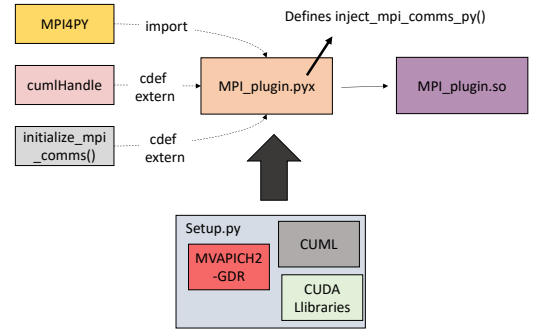 Defines inject_mpi_comms_py()
MPI4PY
import
cumlHandle
cdef
extern
MPI_plugin.pyx
MPI_plugin.so
initialize_mpi
_comms()
cdef
extern
Setup.py
CUML
MVAPICH2
-GDR
CUDA
Llibraries